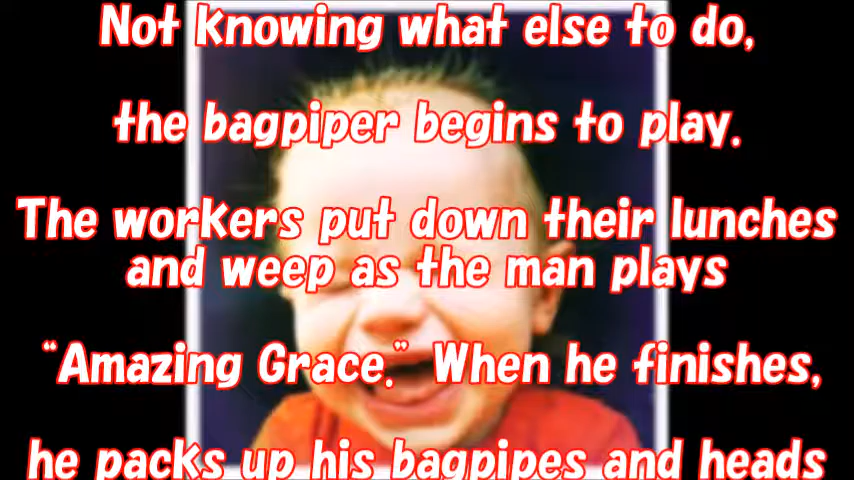 Not knowing what else to do,
the bagpiper begins to play.
The workers put down their lunches
and weep as the man plays
“Amazing Grace.” When he finishes,
he packs up his bagpipes and heads